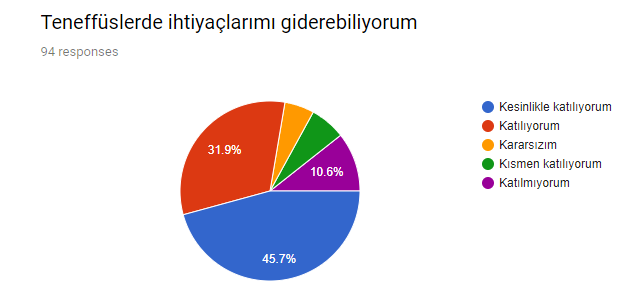 Teneffüslerde ihtiyaçlarımı giderebiliyorum
94 responses
Kesinlikle katılıyorum
Katılıyorum
Kararsızım
Kısmen katılıyorum
Katılmıyorum
31.9%
10.6%
45.7%